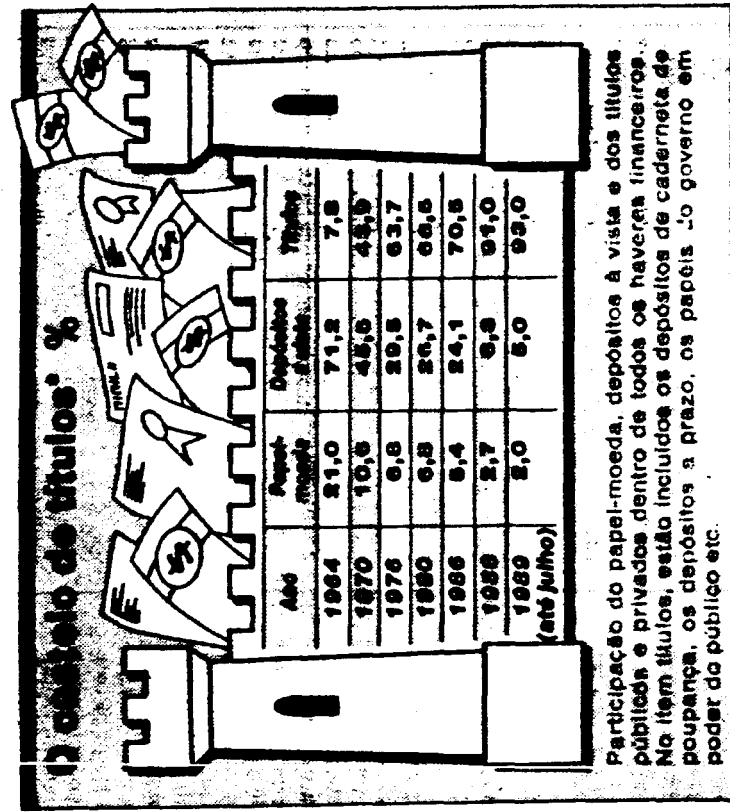 O castelo de títulos* %
Ano Papel-moeda Depósitos à vista Títulos
1964 21,0 71,2 7,8
1970 10,6 45,5 43,9
1976 6,8 29,5 63,7
1980 6,8 26,7 66,5
1986 5,4 24,1 70,5
1988 2,7 6,3 91,0
1989 2,0 5,0 93,0
(até julho)
TÍTULO
Participação do papel-moeda, depósitos à vista e dos títulos
públicos e privados dentro de todos os haveres financeiros.
No item títulos, estão incluídos os depósitos de caderneta de
poupança, os depósitos a prazo, os papéis do governo em
poder do público etc.